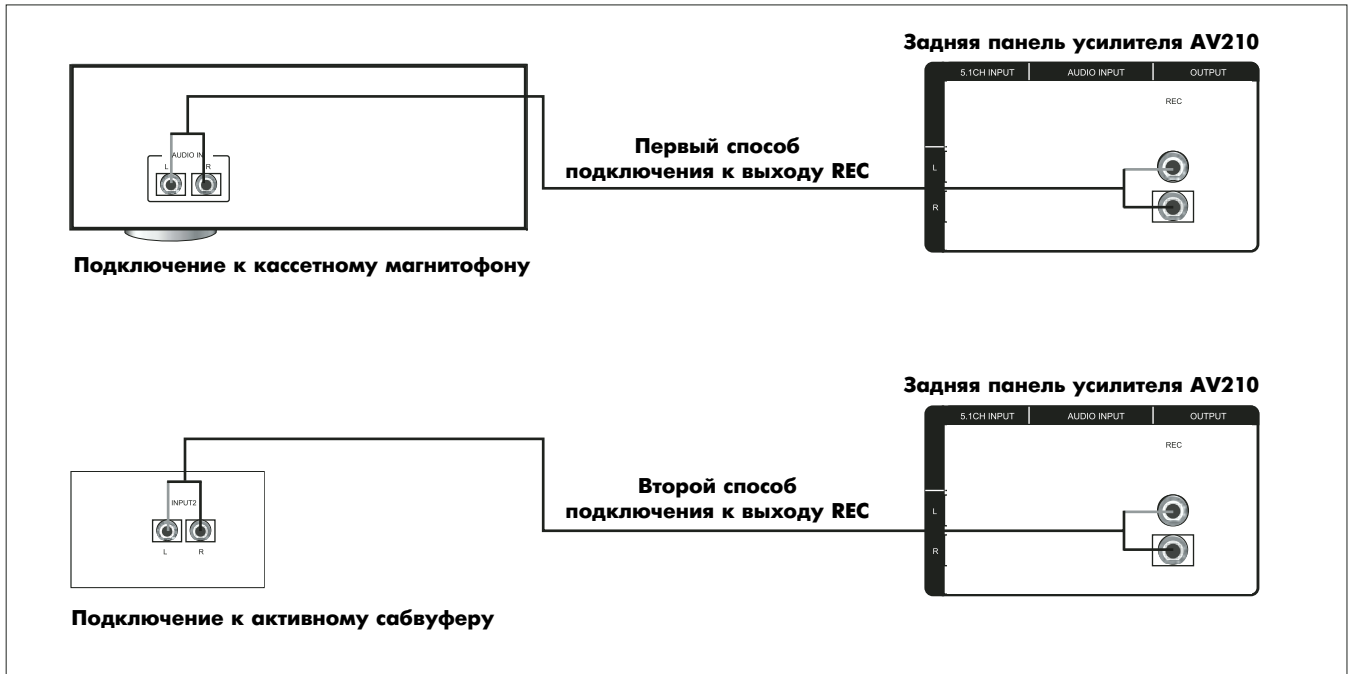 Задняя панель усилителя AV210
5.1CH INPUT AUDIO INPUT OUTPUT
REC
AUDIO IN
L R
Первый способ
подключения к выходу REC
L
R
Подключение к кассетному магнитофону
Задняя панель усилителя AV210
5.1CH INPUT AUDIO INPUT OUTPUT
REC
INPUT2
L R
Второй способ
подключения к выходу REC
L
R
Подключение к активному сабвуферу